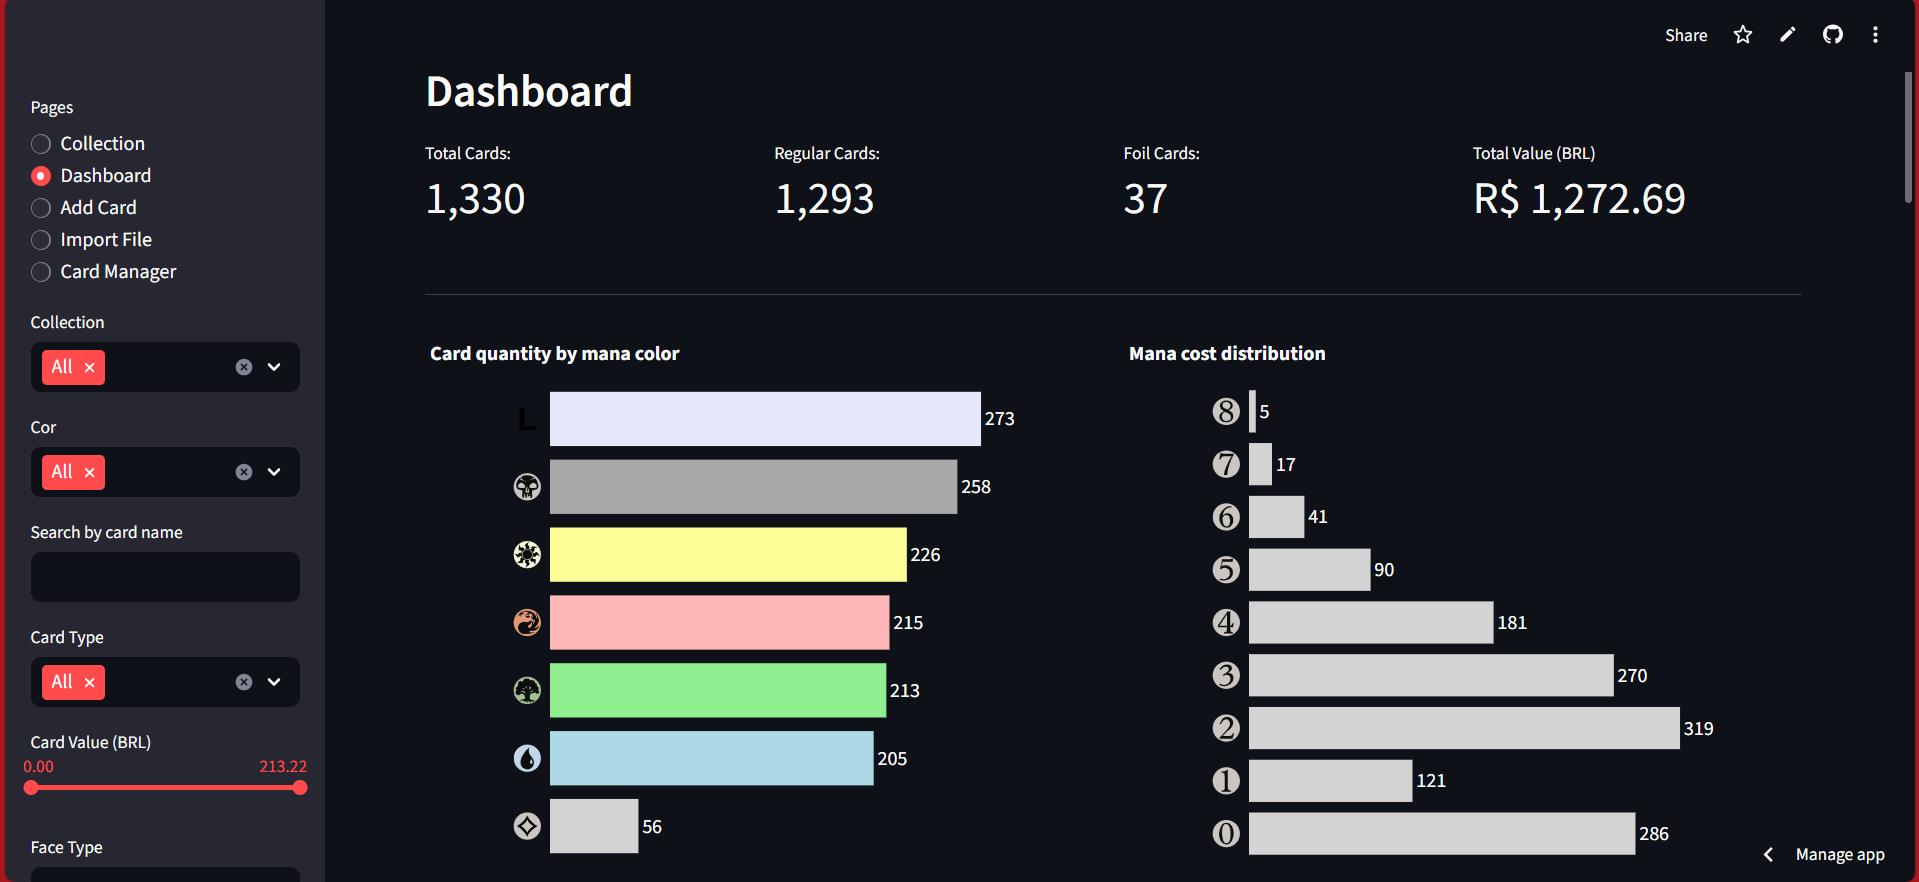 Share
Pages
Collection
Dashboard
Add Card
Import File
Card Manager
Collection
All ×
Cor
All ×
Search by card name
Card Type
All ×
Card Value (BRL)
0.00 213.22
Face Type
Dashboard
Total Cards: Regular Cards: Foil Cards: Total Value (BRL)
1,330 1,293 37 R$ 1,272.69
Card quantity by mana color
L 273
258
226
215
213
205
56
Mana cost distribution
8 5
7 17
6 41
5 90
4 181
3 270
2 319
1 121
0 286
Manage app